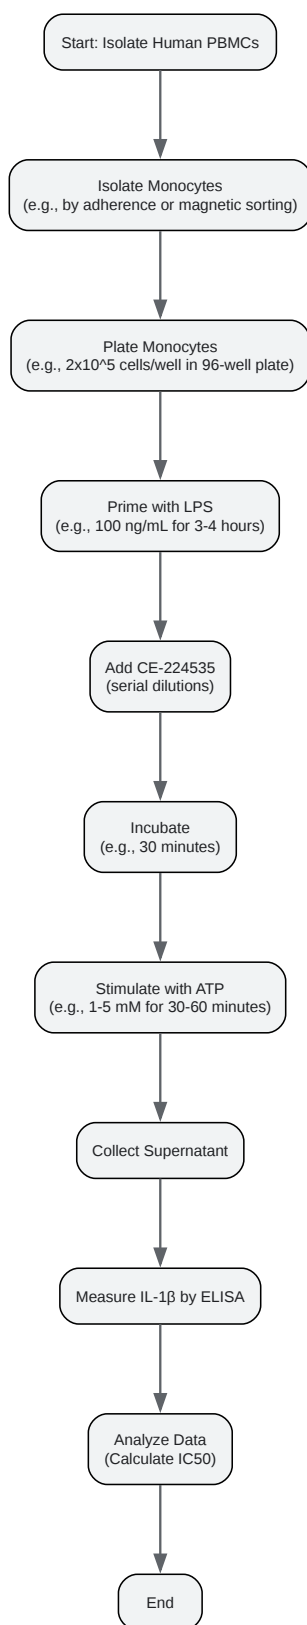 Start: Isolate Human PBMCs
Isolate Monocytes
(e.g., by adherence or magnetic sorting)
Plate Monocytes
(e.g., 2x10^5 cells/well in 96-well plate)
Prime with LPS
(e.g., 100 ng/mL for 3-4 hours)
Add CE-224535
(serial dilutions)
Incubate
(e.g., 30 minutes)
Stimulate with ATP
(e.g., 1-5 mM for 30-60 minutes)
Collect Supernatant
Measure IL-1β by ELISA
Analyze Data
(Calculate IC50)
End